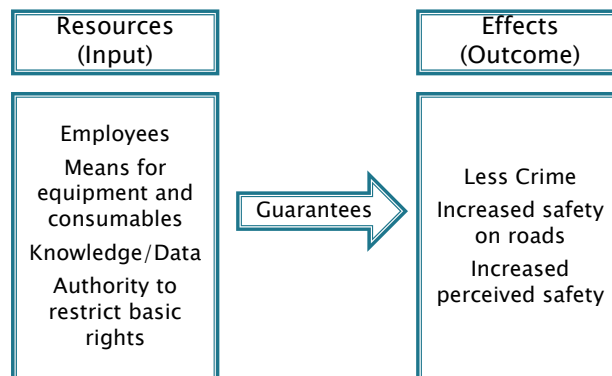 Resources
(Input)
Effects
(Outcome)
Employees
Means for
equipment and
consumables
Knowledge/Data
Authority to
restrict basic
rights
Guarantees
Less Crime
Increased safety
on roads
Increased
perceived safety